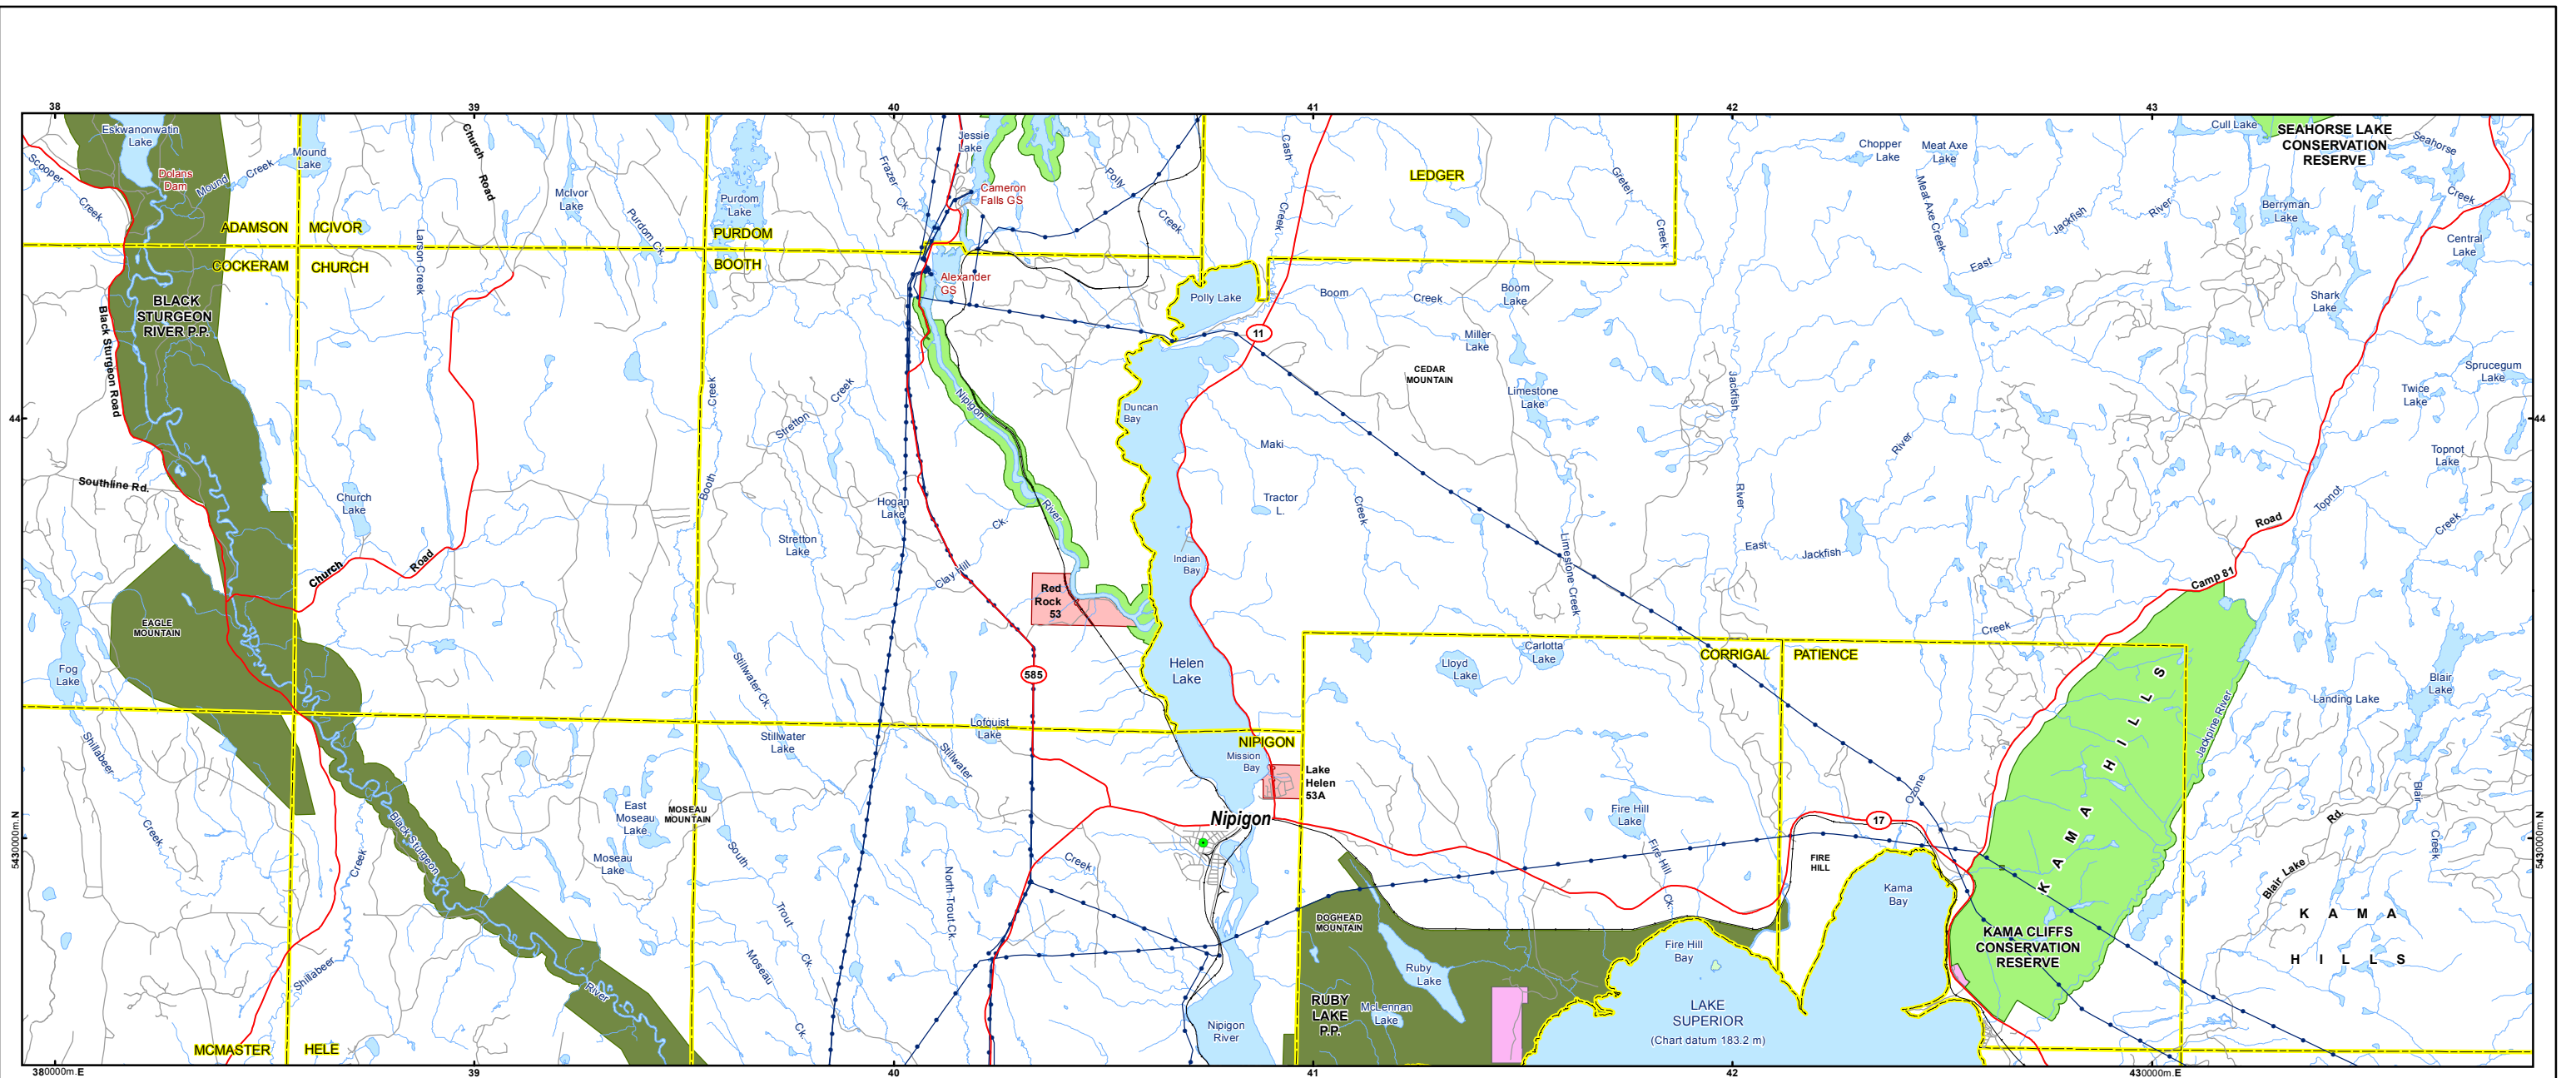 38
39
40
41
42
43
Eskwanonwatin
Lake
Dolans
Dam
Scooper
Creek
Mound
Creek
Mound
Lake
Church
Road
McIvor
Lake
Purdom Ck.
Purdom
Lake
Frazer
Ck.
Jessie
Lake
Cameron
Falls GS
Polly
Creek
Cash
Creek
LEDGER
Gretel
Creek
Chopper
Lake
Meat Axe
Lake
Meat Axe Creek
Jackfish
River
East
Cull Lake
SEAHORSE LAKE
CONSERVATION
RESERVE
Seahorse
Creek
Berryman
Lake
Central
Lake
ADAMSON
MCIVOR
COCKERAM
CHURCH
Larson Creek
PURDOM
BOOTH
Alexander
GS
Polly Lake
Boom
Creek
Boom
Lake
Shark
Lake
BLACK
STURGEON
RIVER P.P.
Black Sturgeon Road
11
Miller
Lake
CEDAR
MOUNTAIN
Limestone
Lake
Jackfish
River
Sprucegum
Lake
Twice
Lake
44
44
Booth
Creek
Stretton
Creek
Nipigon
River
Duncan
Bay
Maki
Creek
River
Topnot
Lake
Southline Rd.
Church
Lake
Hogan
Lake
Ck.
Clay Hill
Stretton
Lake
Tractor
L.
Topnot
Creek
Road
Camp 81
Indian
Bay
Limestone Creek
East
Jackfish
Church
Road
Red
Rock
53
EAGLE
MOUNTAIN
Fog
Lake
Stillwater Ck.
585
Helen
Lake
Lloyd
Lake
Carlotta
Lake
Creek
CORRIGAL
PATIENCE
Blair
Lake
Landing Lake
Jackpine River
Shillabeer
Creek
Stillwater
Lake
Lofquist
Lake
Stillwater
Creek
NIPIGON
Mission
Bay
Lake
Helen
53A
Ozone
KAMA HILLS
Blair
Creek
Rd.
Blair Lake
5430000m.N
5430000m.N
East
Moseau
Lake
MOSEAU
MOUNTAIN
Moseau
Lake
South
Trout
Ck.
North Trout Ck.
Nipigon
Fire Hill
Lake
Fire Hill
Ck.
17
FIRE
HILL
Kama
Bay
Black Sturgeon
River
Creek
Shillabeer
Moseau
Ck.
DOGHEAD
MOUNTAIN
Ruby
Lake
McLennan
Lake
RUBY
LAKE
P.P.
Fire Hill
Bay
LAKE
SUPERIOR
(Chart datum 183.2 m)
KAMA CLIFFS
CONSERVATION
RESERVE
K A M A
H I L L S
Nipigon
River
MCMASTER
HELE
380000m.E
39
40
41
42
430000m.E